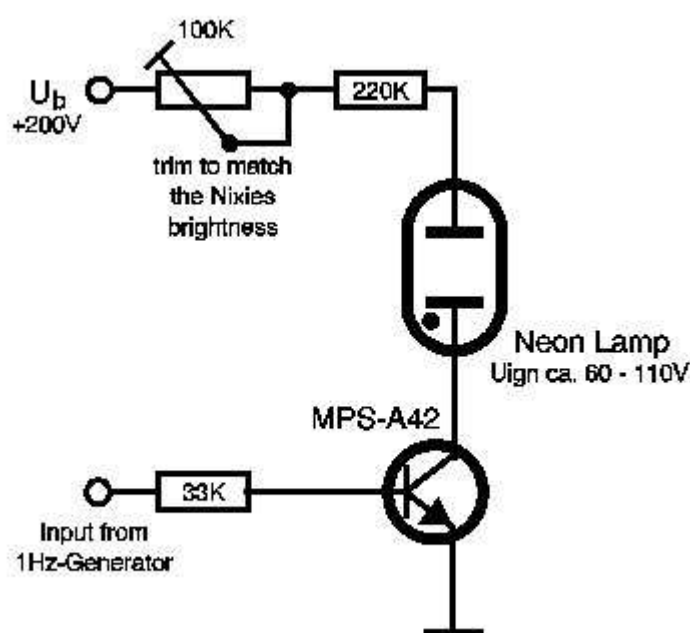 100K
U_b
+200V
220K
trim to match
the Nixies
brightness
Neon Lamp
Uign ca. 60 - 110V
MPS-A42
33K
Input from
1Hz-Generator